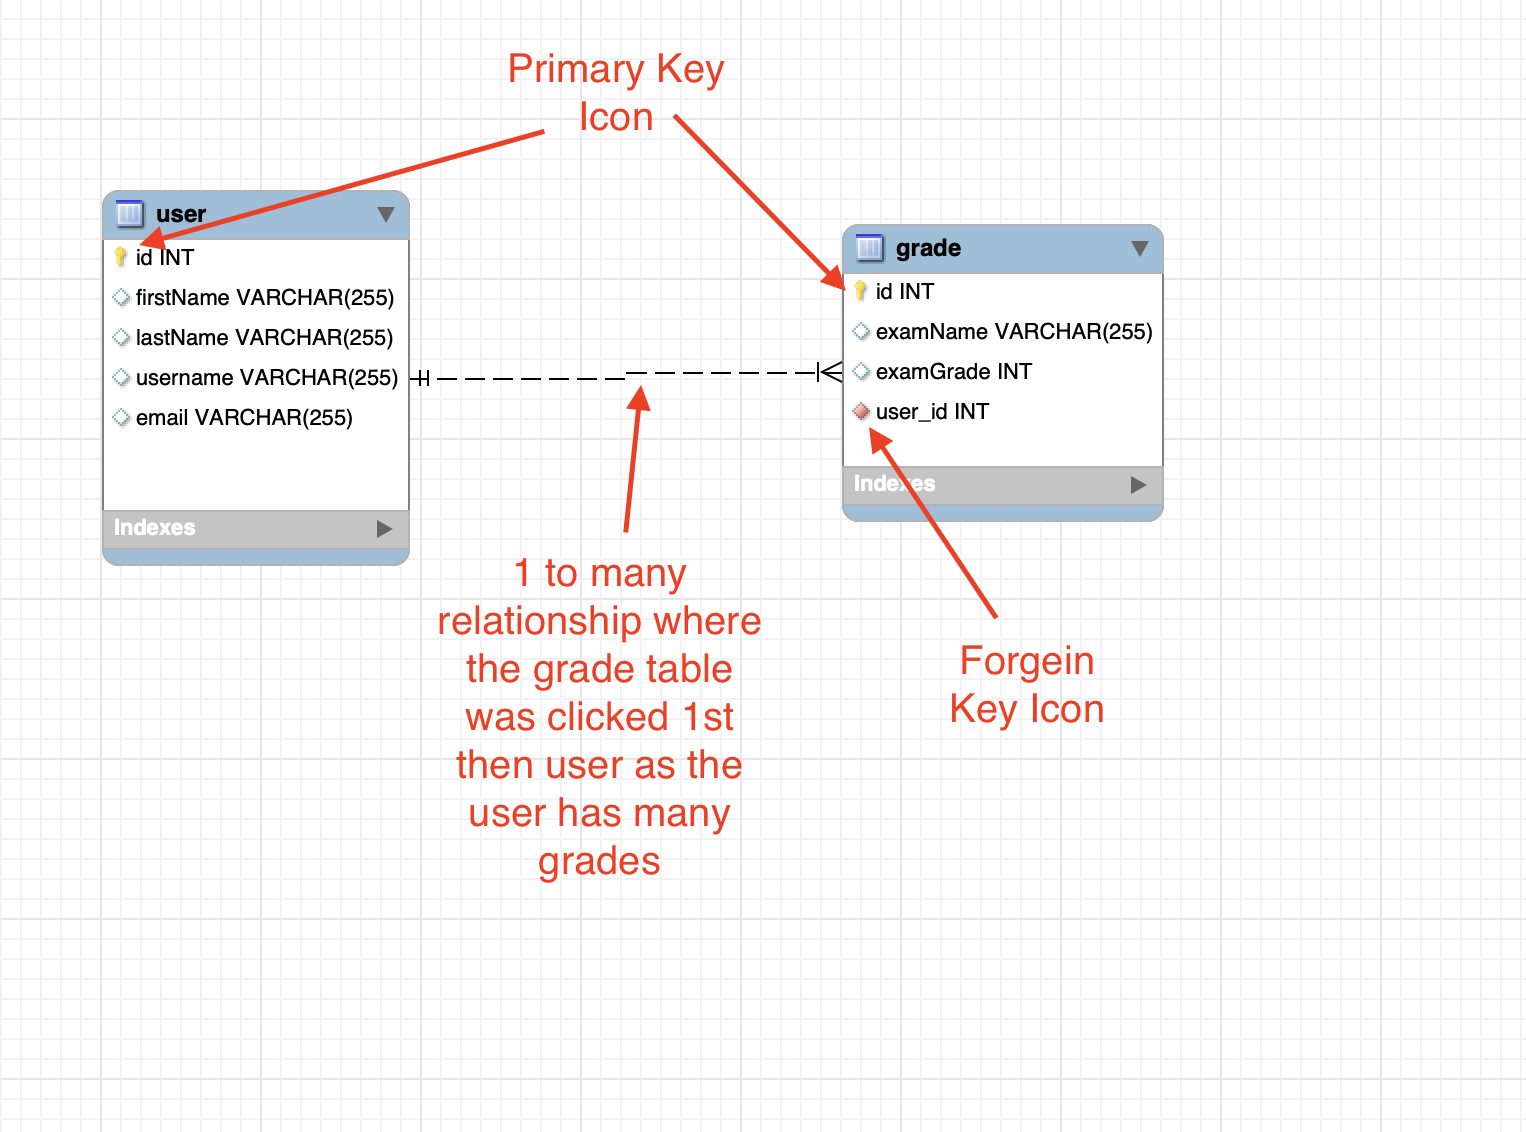 Primary Key
Icon
user
id INT
firstName VARCHAR(255)
lastName VARCHAR(255)
username VARCHAR(255)
email VARCHAR(255)
Indexes
grade
id INT
examName VARCHAR(255)
examGrade INT
user_id INT
Indexes
1 to many
relationship where
the grade table
was clicked 1st
then user as the
user has many
grades
Forgein
Key Icon